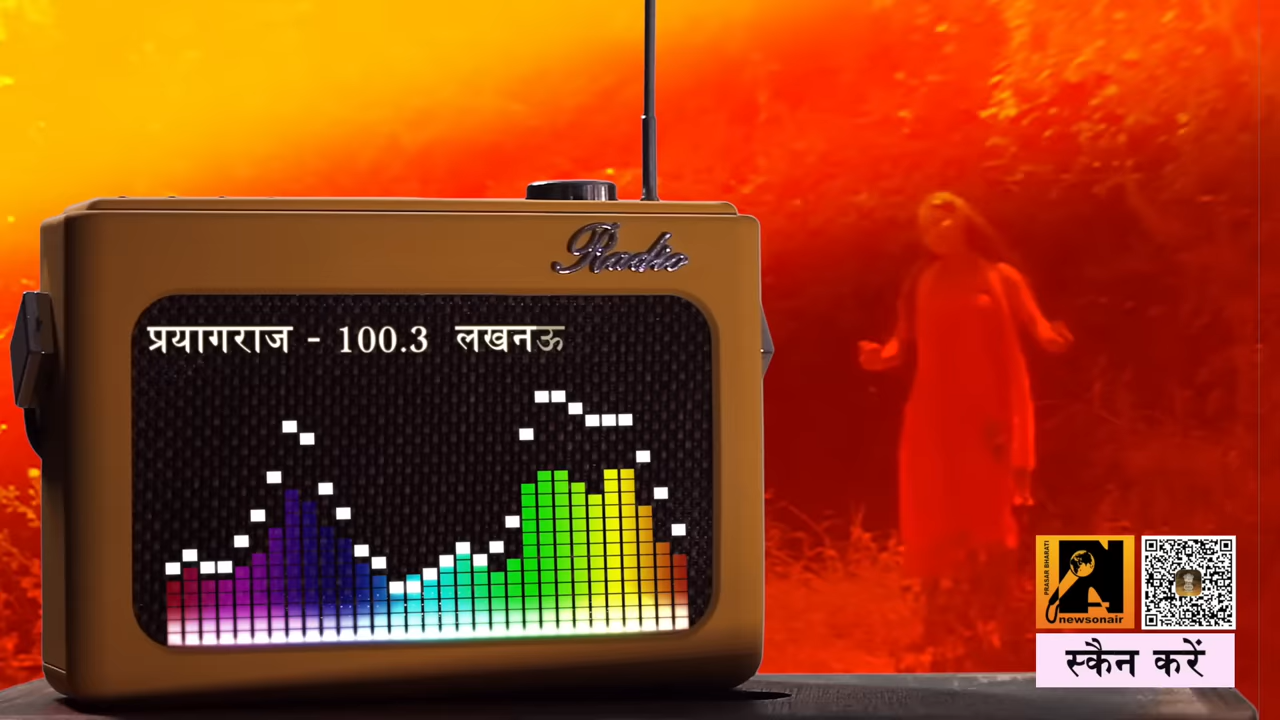 Radio
प्रयागराज - 100.3 लखनऊ
PRASAR BHARATI
newsonair
स्कैन करें